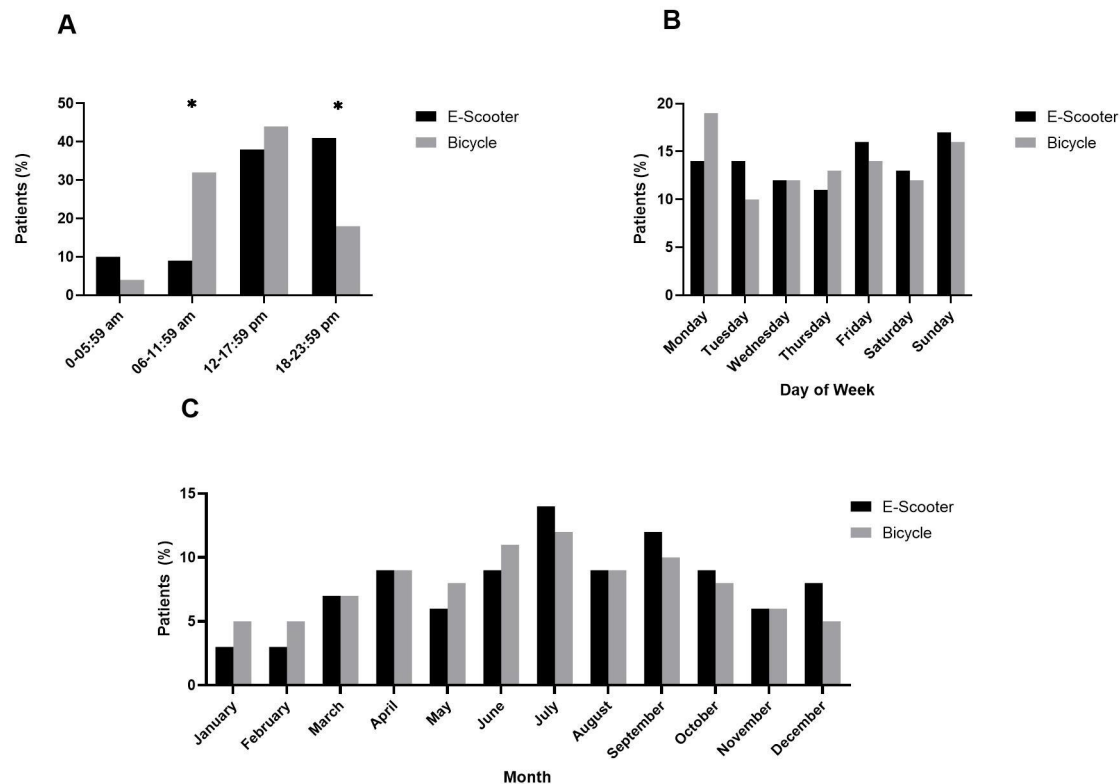 A
*
*
E-Scooter
Bicycle
Patients (%)
50
40
30
20
10
0
0-05:59 am
06-11:59 am
12-17:59 pm
18-23:59 pm
B
E-Scooter
Bicycle
Patients (%)
20
15
10
5
0
Monday
Tuesday
Wednesday
Thursday
Friday
Saturday
Sunday
Day of Week
C
E-Scooter
Bicycle
Patients (%)
15
10
5
0
January
February
March
April
May
June
July
August
September
October
November
December
Month